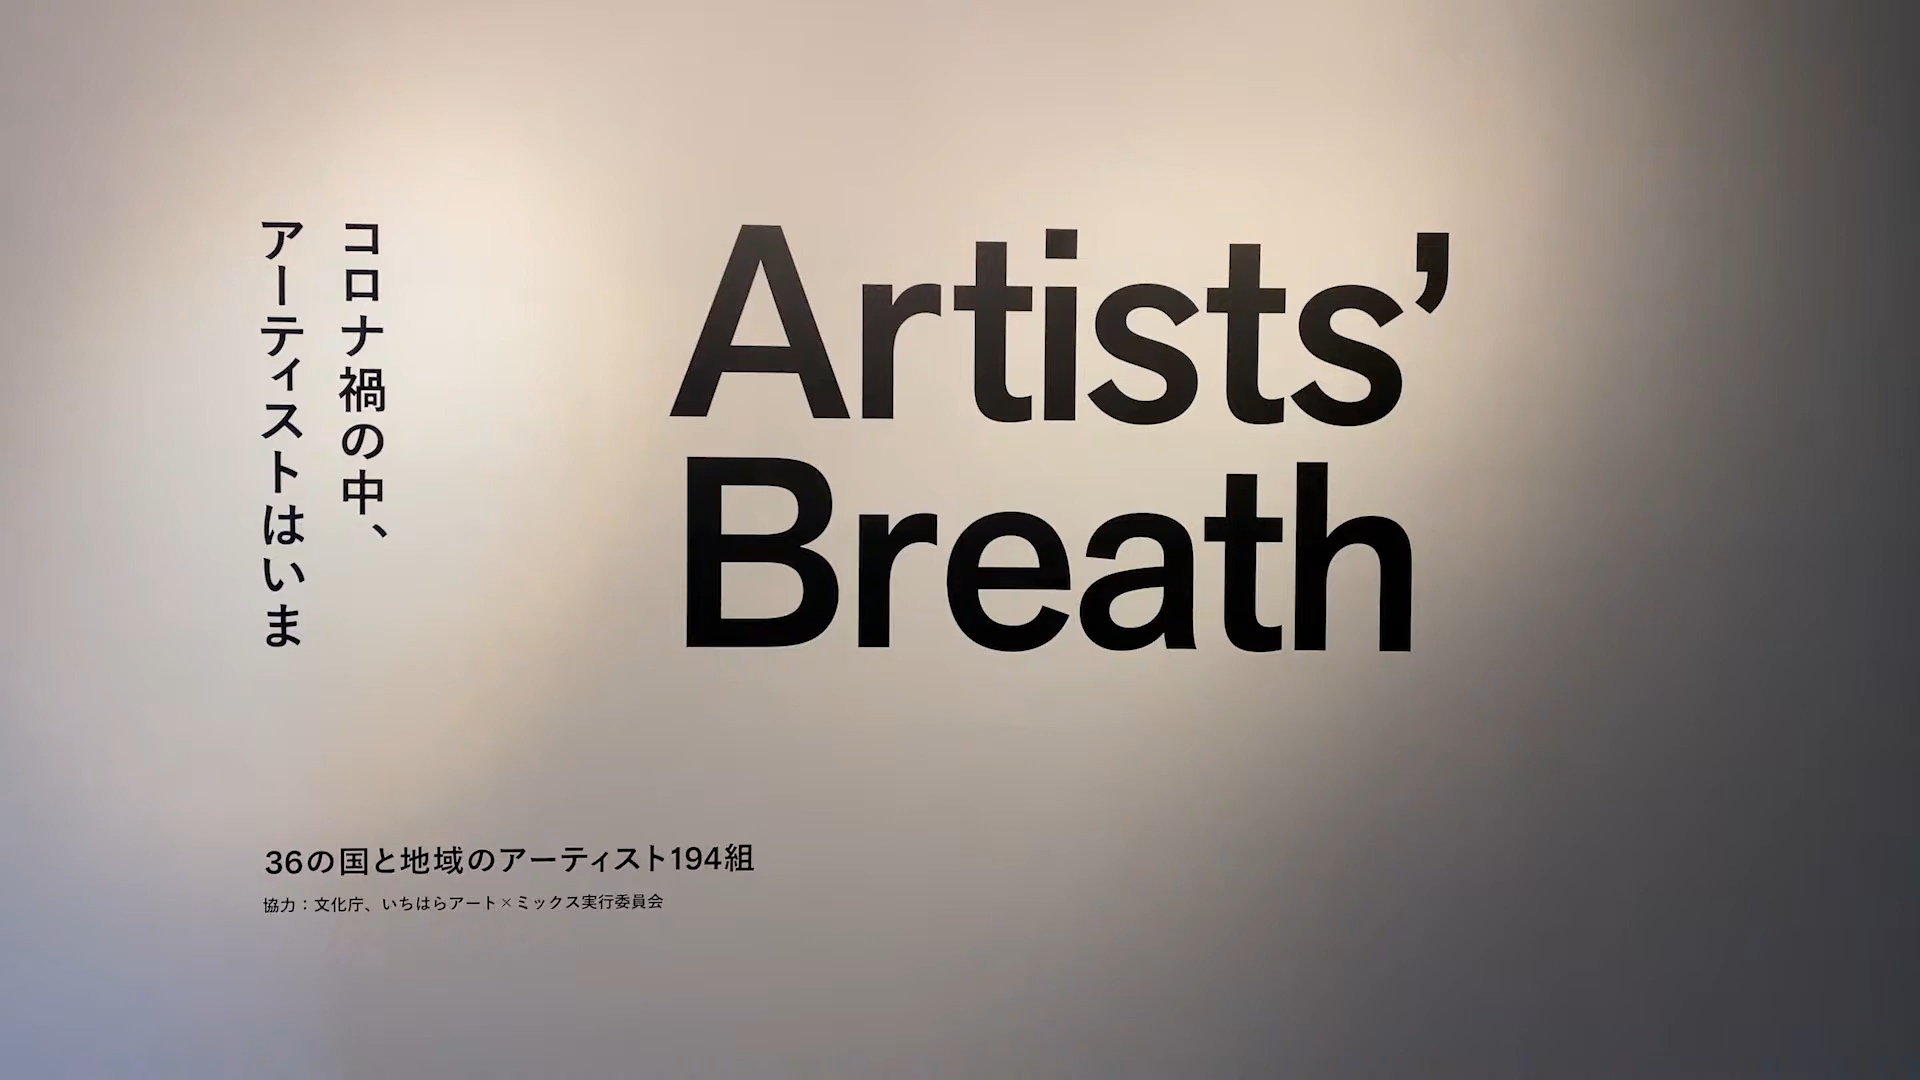 コロナ禍の中、
アーティストはいま
Artists’
Breath
36の国と地域のアーティスト194組
協力：文化庁、いちはらアート×ミックス実行委員会